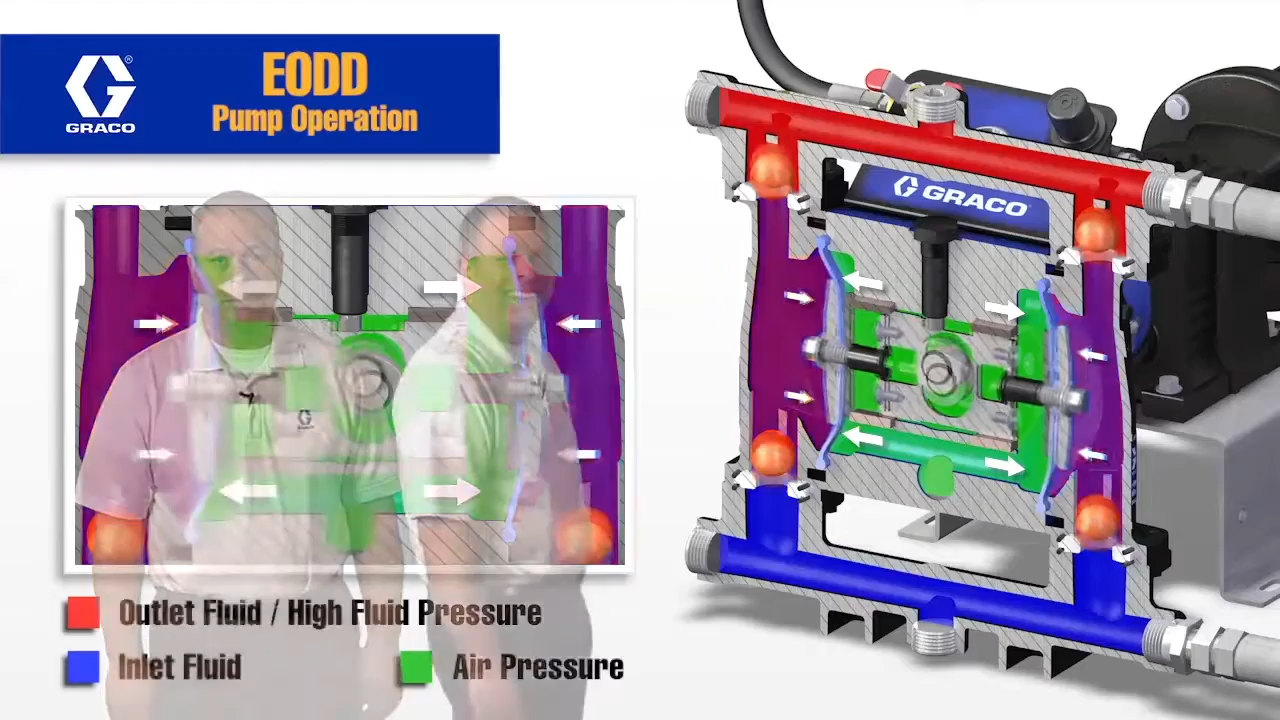 EODD
Pump Operation
GRACO
GRACO
Outlet Fluid / High Fluid Pressure
Inlet Fluid
Air Pressure